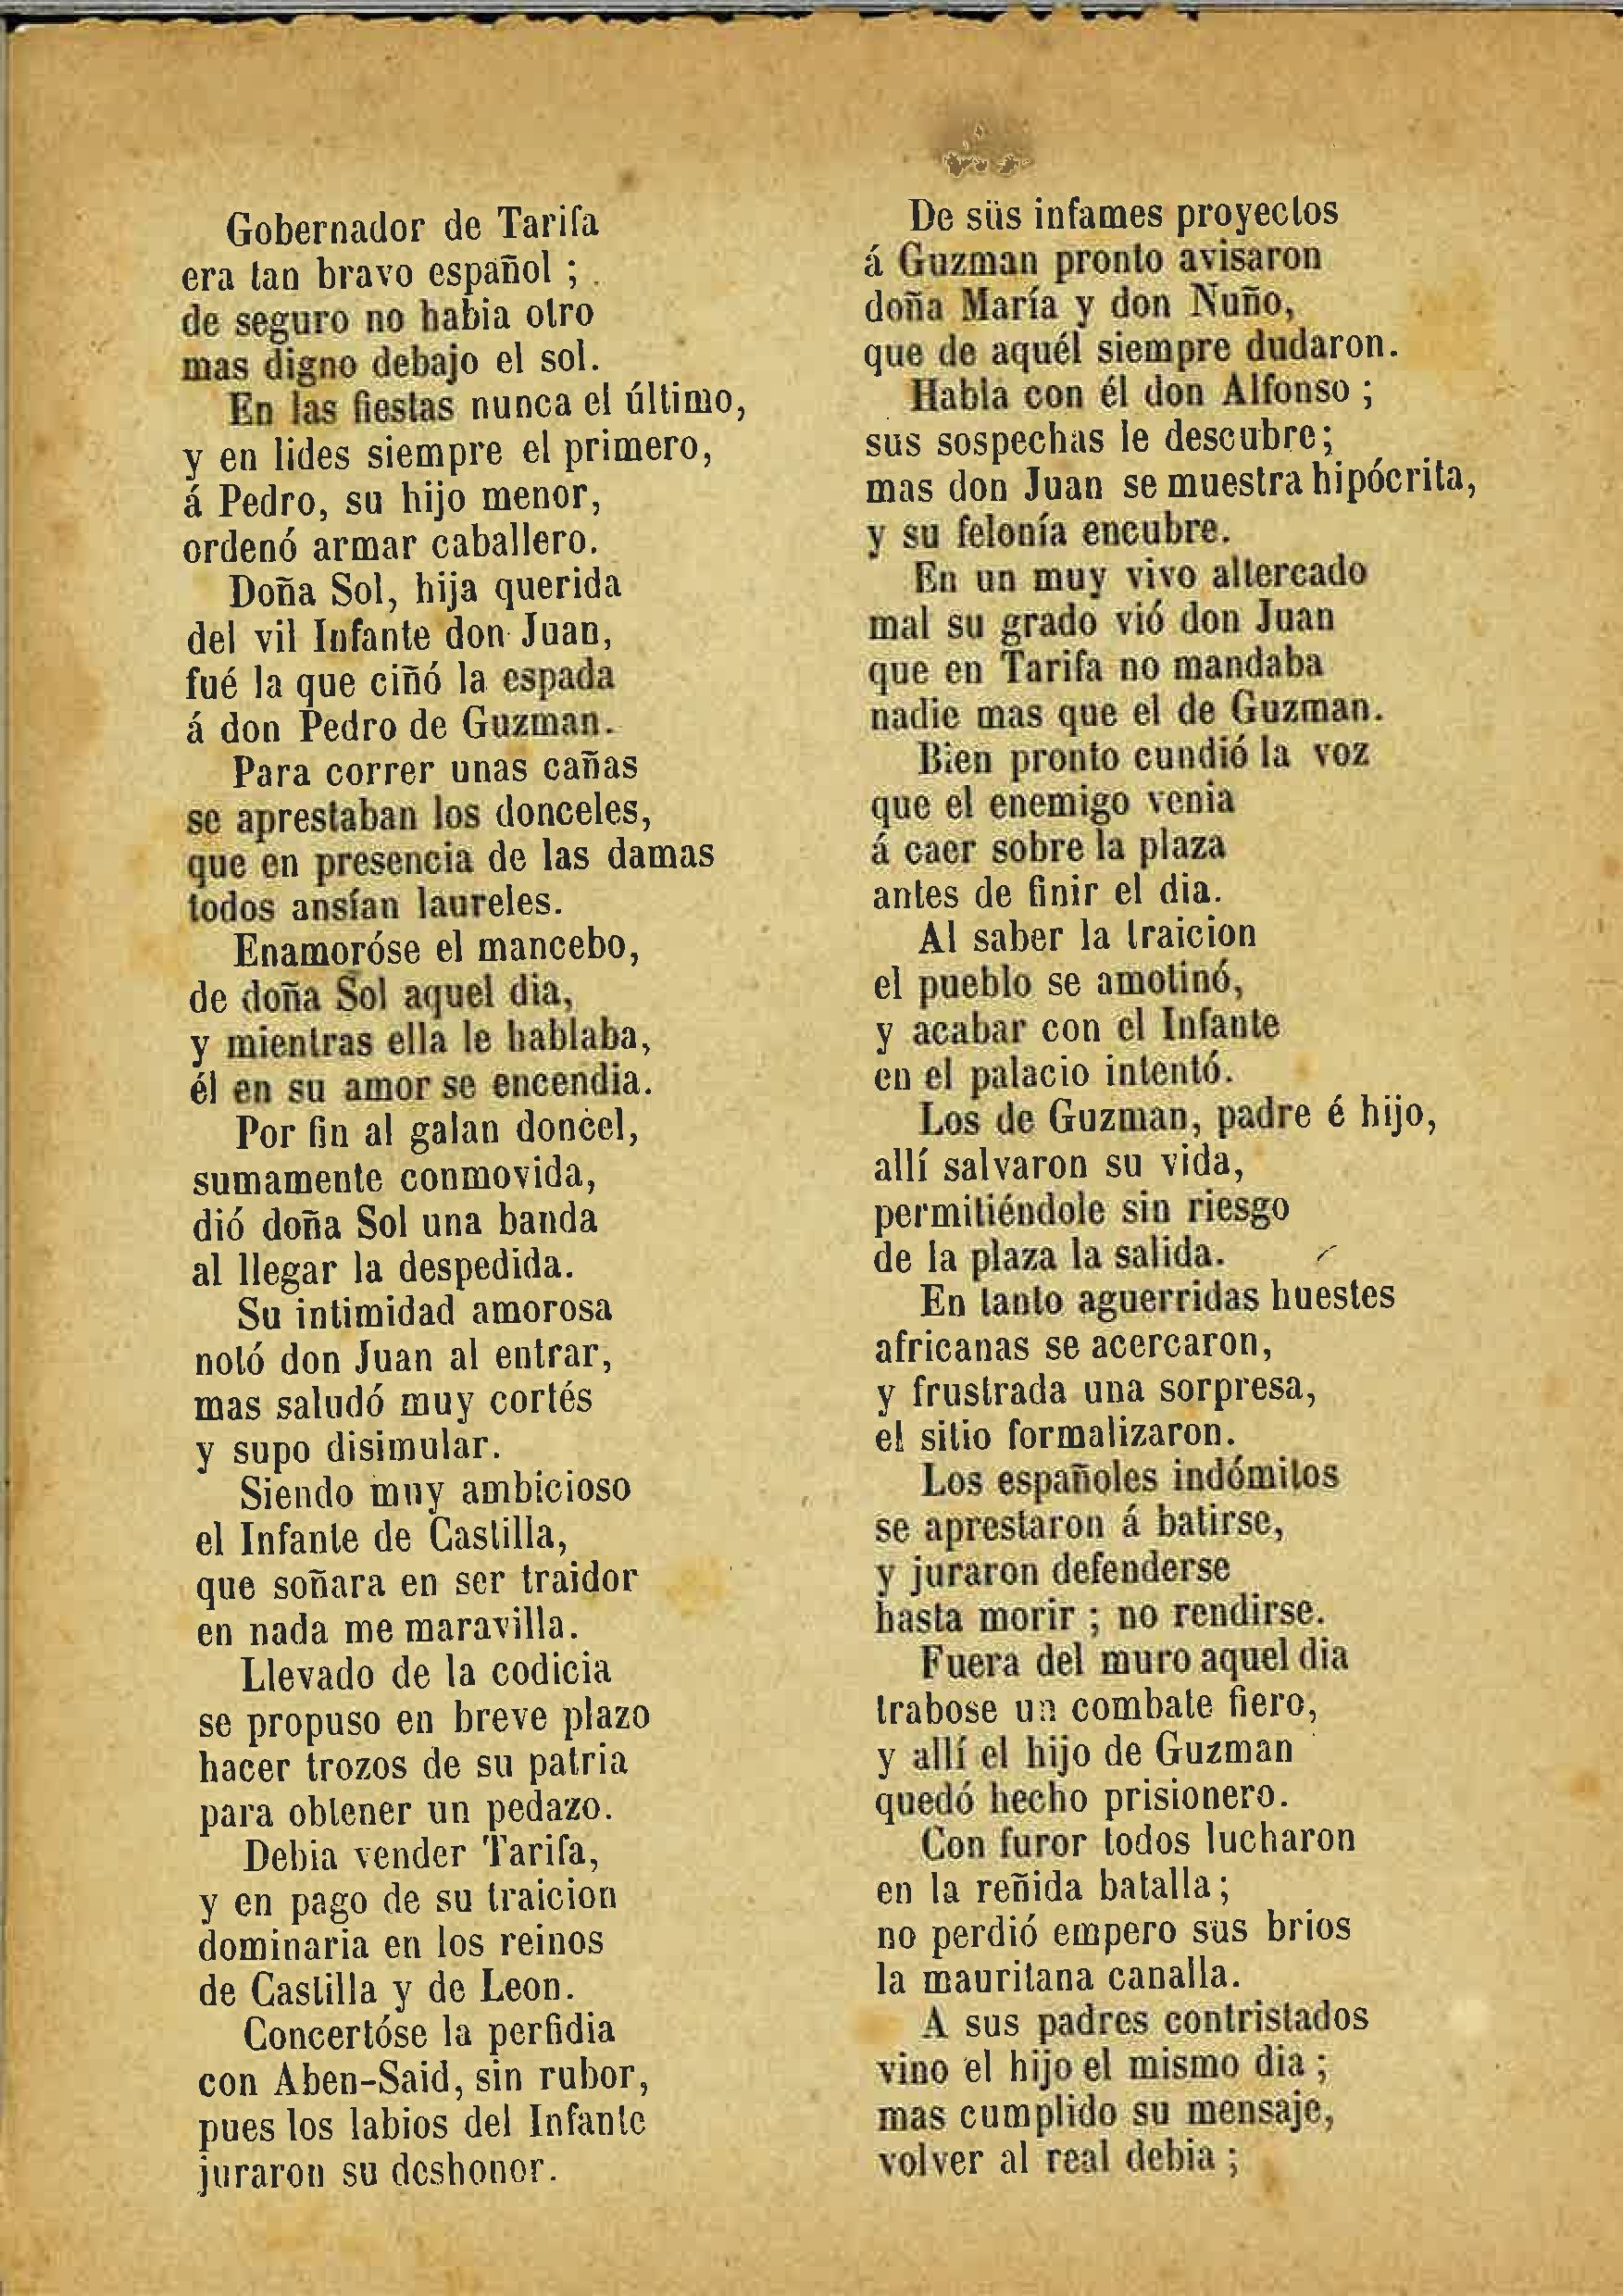 Gobernador de Tarifa
era tan bravo español ;
de seguro no habia otro
mas digno debajo el sol.
En las fiestas nunca el último,
y en lides siempre el primero,
á Pedro, su hijo menor,
ordenó armar caballero.
Doña Sol, hija querida
del vil Infante don Juan,
fué la que ciñó la espada
á don Pedro de Guzman.
Para correr unas cañas
se aprestaban los donceles,
que en presencia de las damas
todos ansían laureles.
Enamoróse el mancebo,
de doña Sol aquel dia,
y mientras ella le hablaba,
él en su amor se encendia.
Por fin al galan doncel,
sumamente conmovida,
dió doña Sol una banda
al llegar la despedida.
Su intimidad amorosa
notó don Juan al entrar,
mas saludó muy cortés
y supo disimular.
Siendo muy ambicioso
el Infante de Castilla,
que soñara en ser traidor
en nada me maravilla.
Llevado de la codicia
se propuso en breve plazo
hacer trozos de su patria
para obtener un pedazo.
Debia vender Tarifa,
y en pago de su traicion
dominaria en los reinos
de Castilla y de Leon.
Concertóse la perfidia
con Aben-Said, sin rubor,
pues los labios del Infante
juraron su deshonor.
De sus infames proyectos
á Guzman pronto avisaron
doña María y don Nuño,
que de aquél siempre dudaron.
Habla con él don Alfonso ;
sus sospechas le descubre;
mas don Juan se muestra hipócrita,
y su felonía encubre.
En un muy vivo altercado
mal su grado vió don Juan
que en Tarifa no mandaba
nadie mas que el de Guzman.
Bien pronto cundió la voz
que el enemigo venia
á caer sobre la plaza
antes de finir el dia.
Al saber la traicion
el pueblo se amotinó,
y acabar con el Infante
en el palacio intentó.
Los de Guzman, padre é hijo,
allí salvaron su vida,
permitiéndole sin riesgo
de la plaza la salida.
En tanto aguerridas huestes
africanas se acercaron,
y frustrada una sorpresa,
el sitio formalizaron.
Los españoles indómitos
se aprestaron á batirse,
y juraron defenderse
hasta morir ; no rendirse.
Fuera del muro aquel dia
trabose un combate fiero,
y allí el hijo de Guzman
quedó hecho prisionero.
Con furor todos lucharon
en la reñida batalla;
no perdió empero sus brios
la mauritana canalla.
A sus padres contristados
vino el hijo el mismo dia ;
mas cumplido su mensaje,
volver al real debia ;